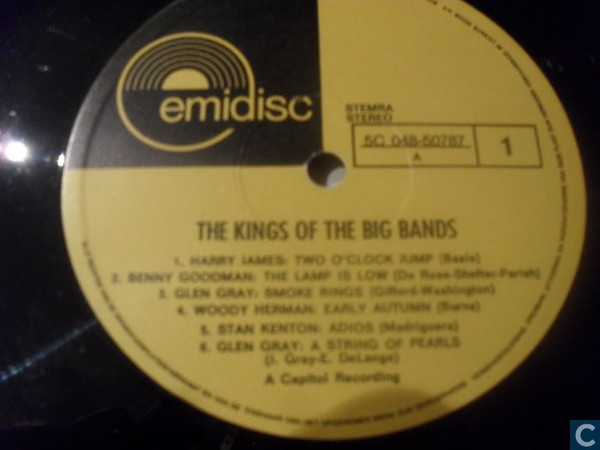 emidisc
STEMRA
STEREO
5C 048-50787
A
1
THE KINGS OF THE BIG BANDS
1. HARRY JAMES: TWO O'CLOCK JUMP (Basie)
2. BENNY GOODMAN: THE LAMP IS LOW (De Rose-Shefter-Parish)
3. GLEN GRAY: SMOKE RINGS (Gifford-Washington)
4. WOODY HERMAN: EARLY AUTUMN (Burns)
5. STAN KENTON: ADIOS (Madriguera)
6. GLEN GRAY: A STRING OF PEARLS
(J. Gray-E. DeLange)
A Capitol Recording
C